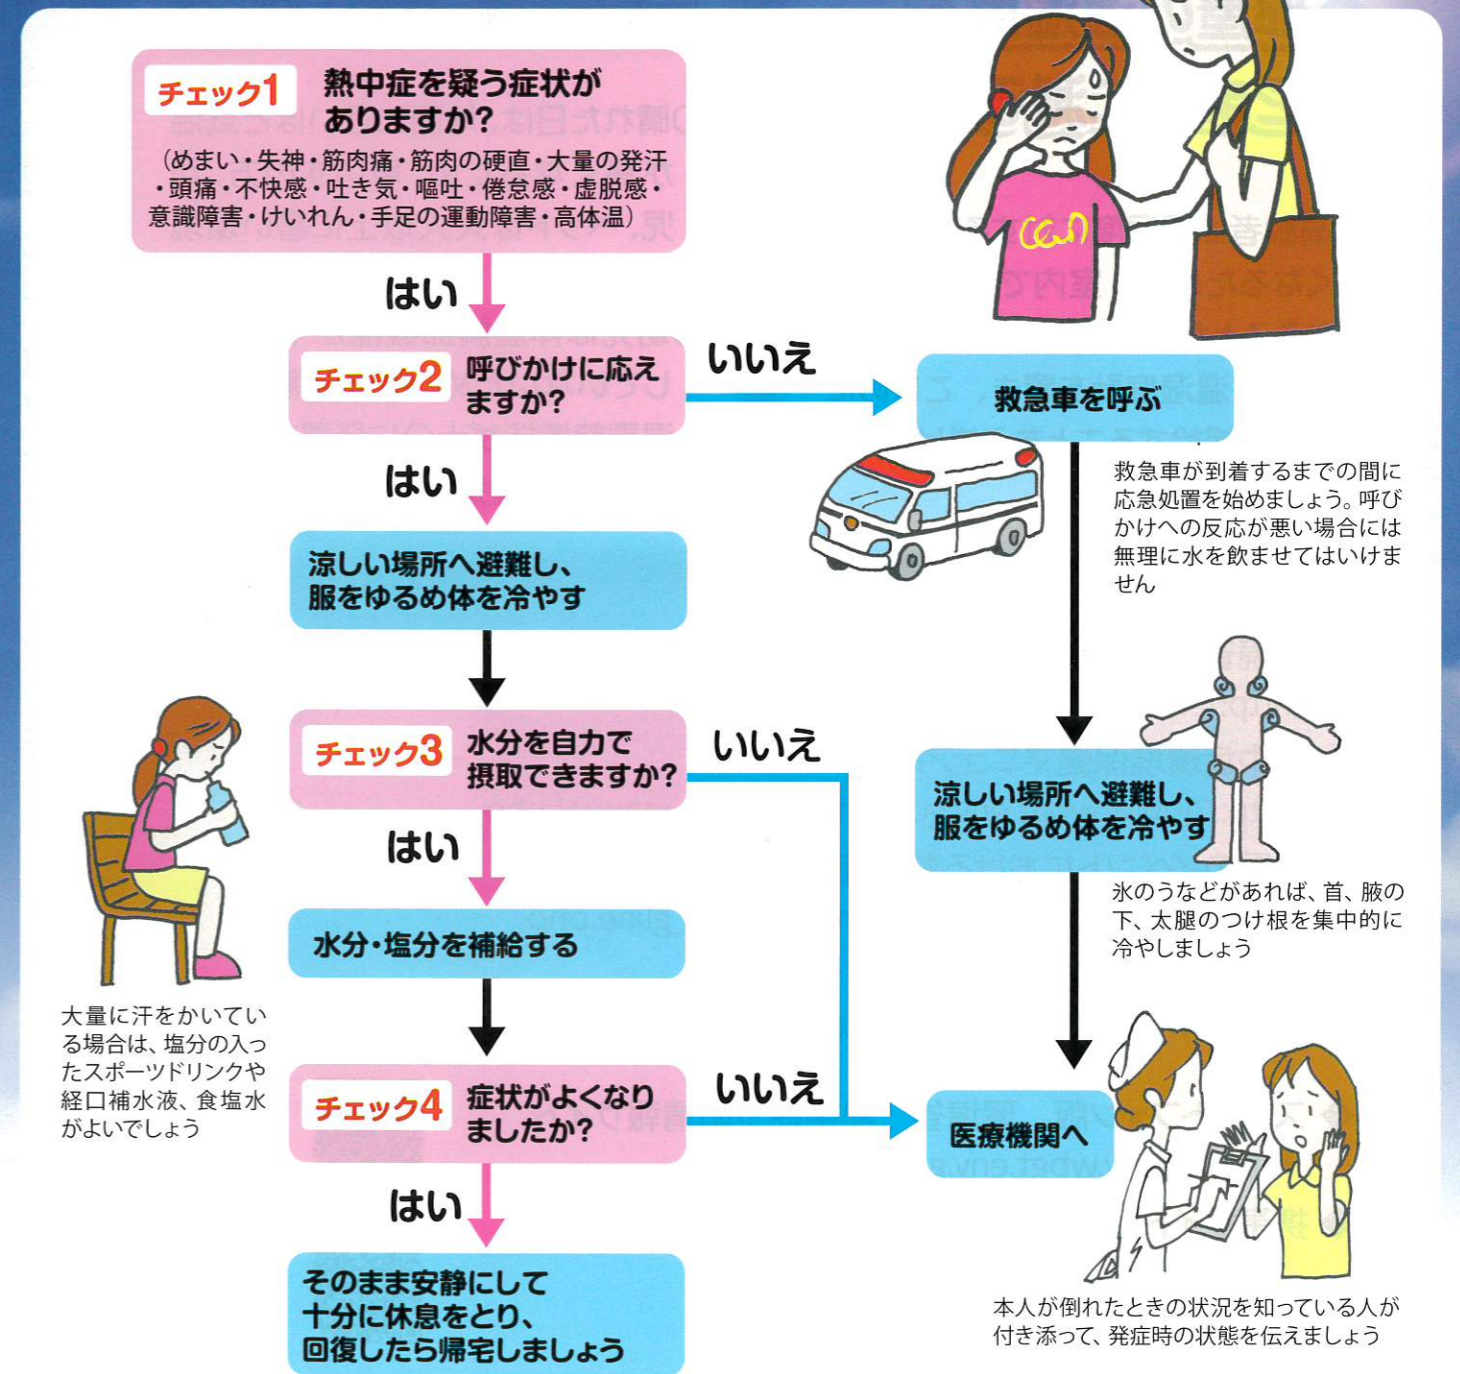 チェック1
熱中症を疑う症状が
ありますか?
(めまい・失神・筋肉痛・筋肉の硬直・大量の発汗
・頭痛・不快感・吐き気・嘔吐・倦怠感・虚脱感・
意識障害・けいれん・手足の運動障害・高体温)
はい
チェック2
呼びかけに応え
ますか?
いいえ
救急車を呼ぶ
救急車が到着するまでの間に
応急処置を始めましょう。呼び
かけへの反応が悪い場合には
無理に水を飲ませてはいけま
せん
はい
涼しい場所へ避難し、
服をゆるめ体を冷やす
チェック3
水分を自力で
摂取できますか?
いいえ
涼しい場所へ避難し、
服をゆるめ体を冷やす
氷のうなどがあれば、首、腋の
下、太腿のつけ根を集中的に
冷やしましょう
はい
水分・塩分を補給する
大量に汗をかいてい
る場合は、塩分の入っ
たスポーツドリンクや
経口補水液、食塩水
がよいでしょう
チェック4
症状がよくなり
ましたか?
いいえ
医療機関へ
本人が倒れたときの状況を知っている人が
付き添って、発症時の状態を伝えましょう
はい
そのまま安静にして
十分に休息をとり、
回復したら帰宅しましょう